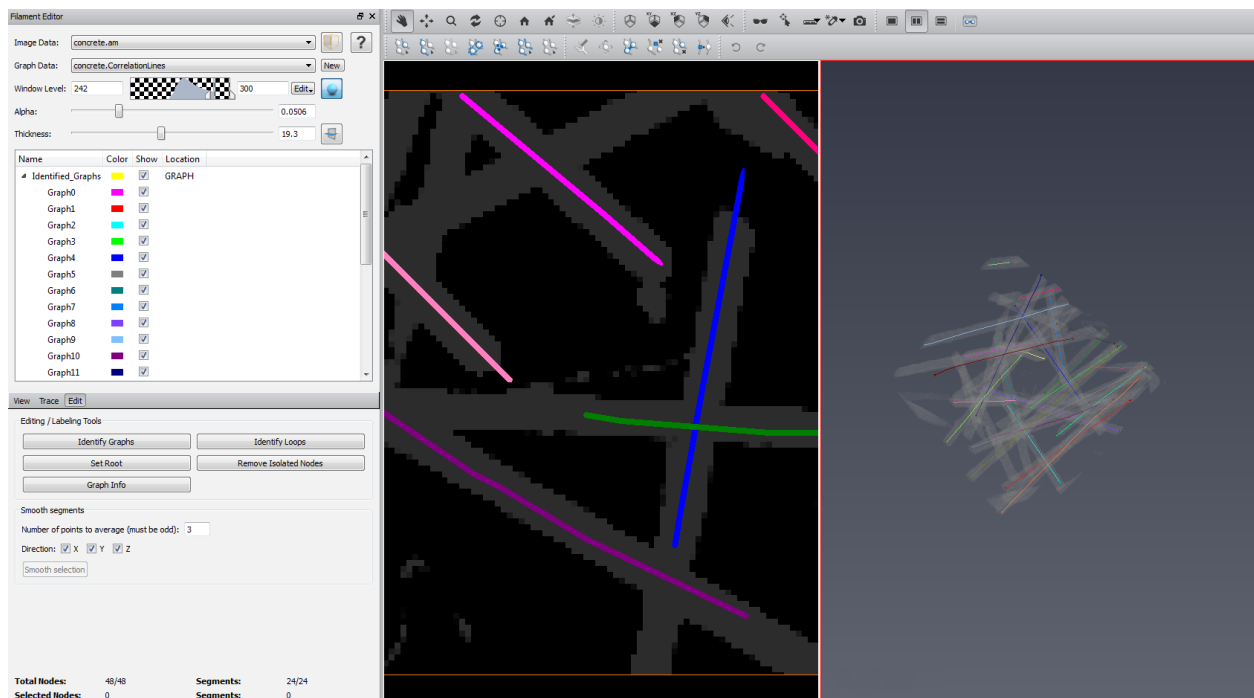 Filament Editor
Image Data: concrete.am ?
Graph Data: concrete.CorrelationLines New
Window Level: 242 300 Edit
Alpha: 0.0506
Thickness: 19.3
Name Color Show Location
Identified_Graphs GRAPH
Graph0
Graph1
Graph2
Graph3
Graph4
Graph5
Graph6
Graph7
Graph8
Graph9
Graph10
Graph11
View Trace Edit
Editing / Labeling Tools
Identify Graphs Identify Loops
Set Root Remove Isolated Nodes
Graph Info
Smooth segments
Number of points to average (must be odd): 3
Direction: X Y Z
Smooth selection
Total Nodes: 48/48 Segments: 24/24
Selected Nodes: 0 Segments: 0